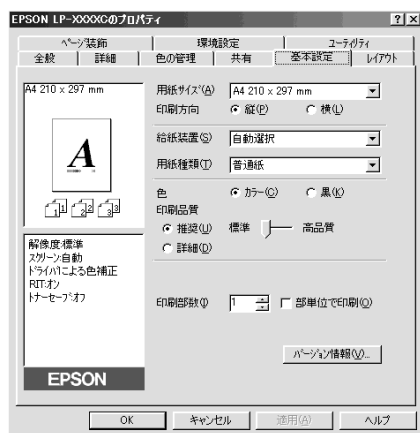 EPSON LP-XXXXCのプロパティ
ページ装飾 環境設定 ユーティリティ
全般 詳細 色の管理 共有 基本設定 レイアウト
A4 210 x 297 mm
用紙サイズ(A) A4 210 x 297 mm
印刷方向 縦(P) 横(L)
給紙装置(S) 自動選択
用紙種類(T) 普通紙
A
1 1 2 2 3 3
色 カラー(C) 黒(K)
印刷品質
推奨(U) 標準 高品質
詳細(D)
解像度:標準
スクリーン:自動
ドライバによる色補正
RIT:オン
トナーセーブ:オフ
印刷部数(I) 1 部単位で印刷(O)
バージョン情報(V)...
EPSON
OK キャンセル 適用(A) ヘルプ